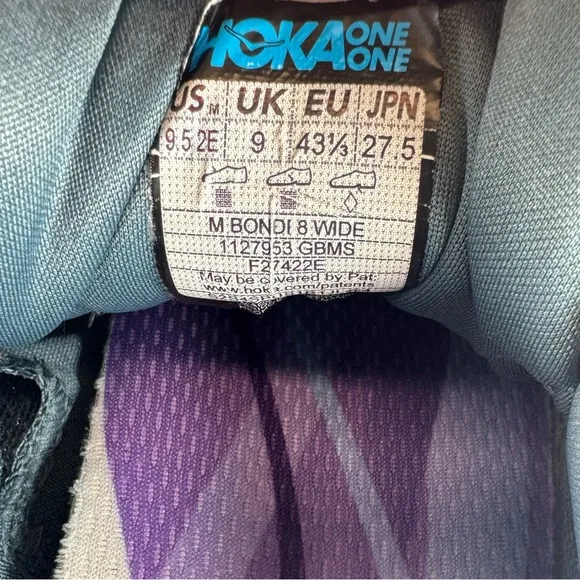 HOKA ONE ONE
US M UK EU JPN
9.5 2E 9 43⅓ 27.5
M BONDI 8 WIDE
1127953 GBMS
F27422E
May be covered by Pat.
www.hoka.com/patents